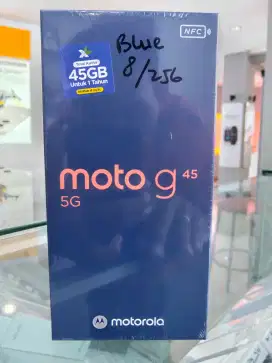 NFC
Blue
8/256
45GB
Untuk 1 Tahun
moto g 45
5G
motorola